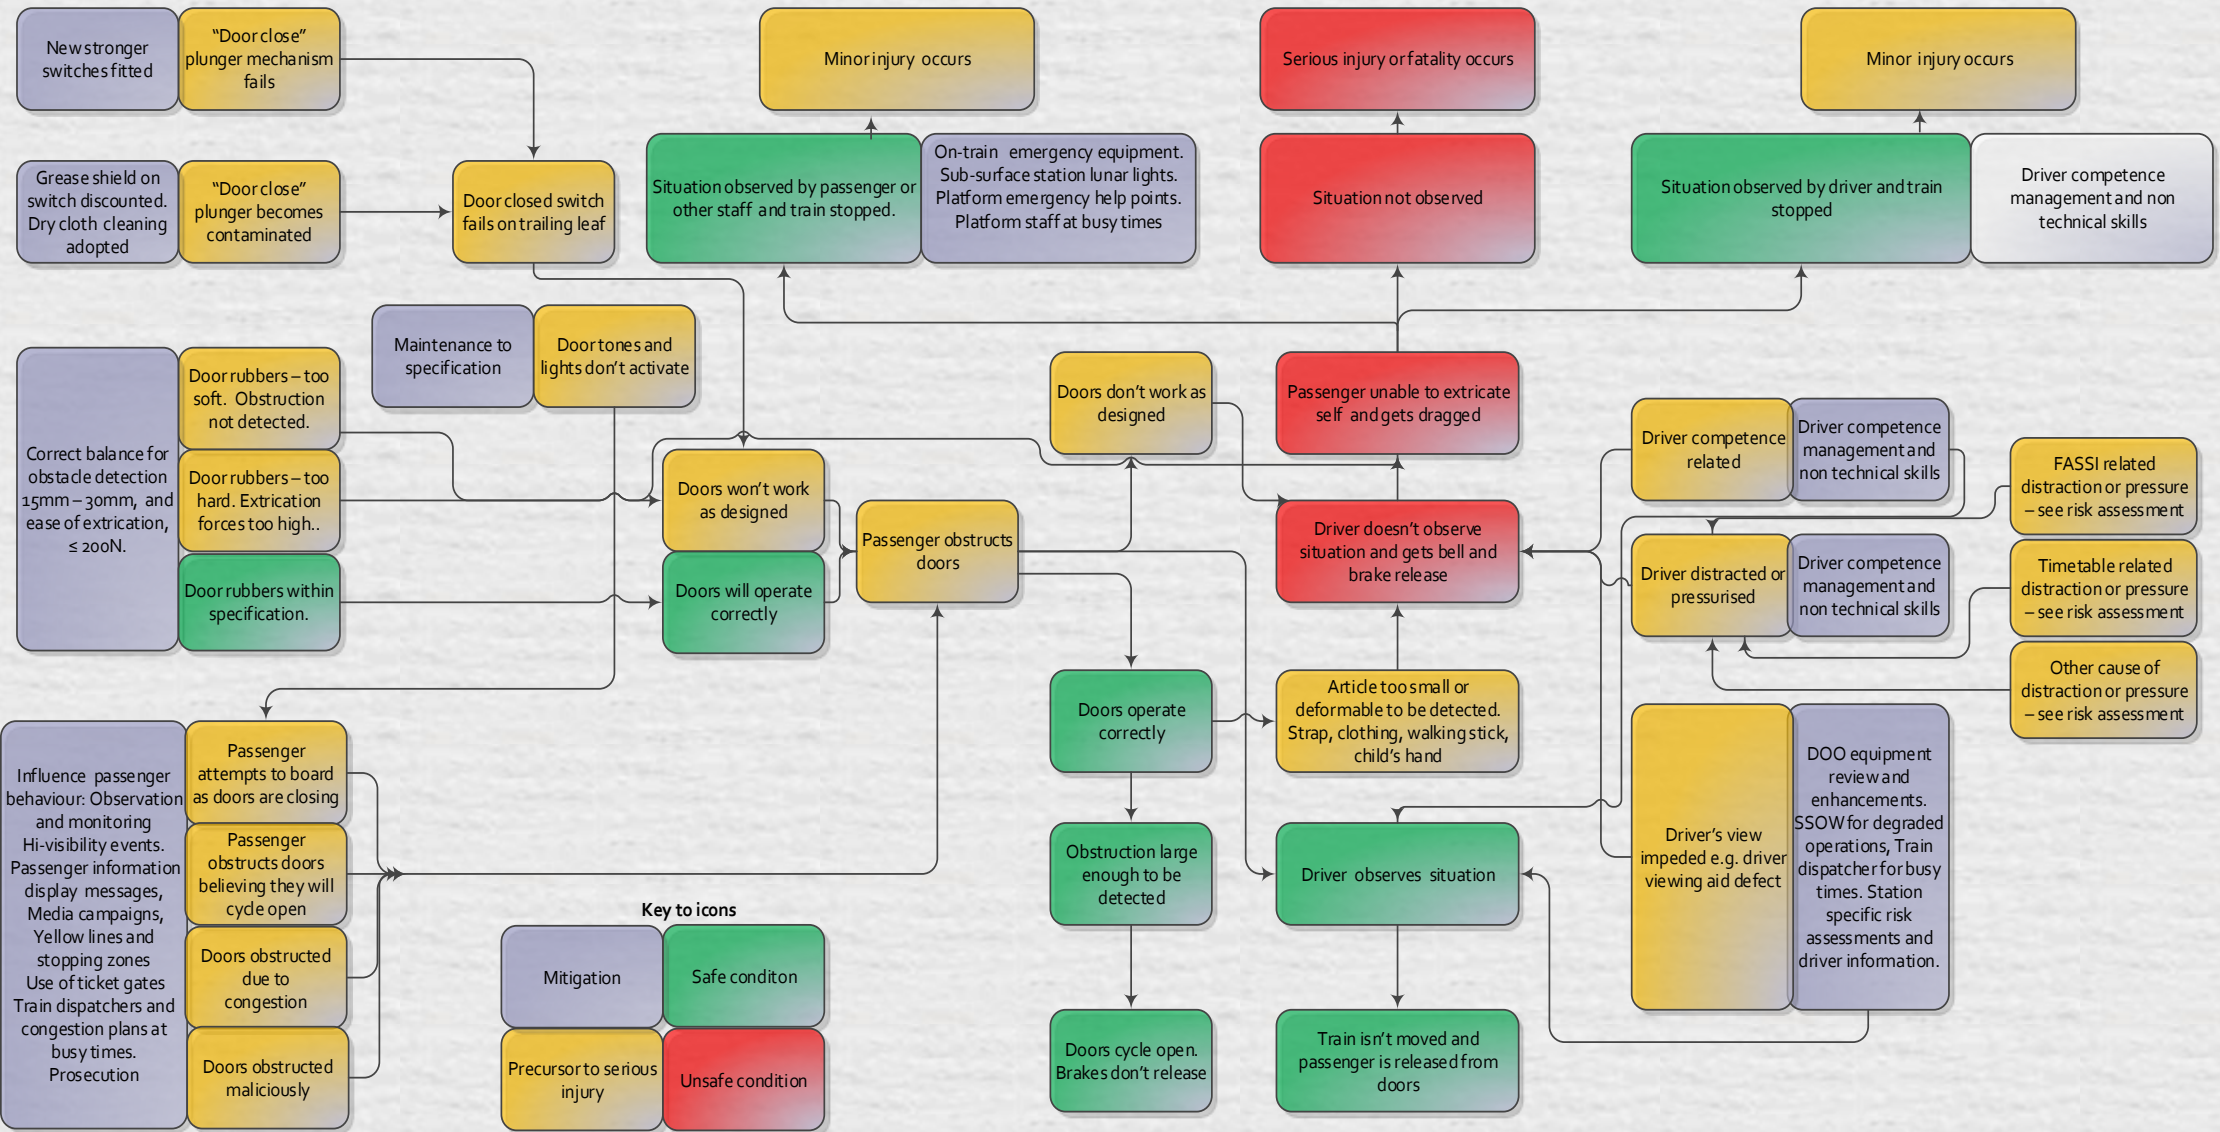 New stronger
switches fitted
“Door close”
plunger mechanism
fails
Minor injury occurs
Serious injury or fatality occurs
Minor injury occurs
Grease shield on
switch discounted.
Dry cloth cleaning
adopted
“Door close”
plunger becomes
contaminated
Door closed switch
fails on trailing leaf
Situation observed by passenger or
other staff and train stopped.
On-train emergency equipment.
Sub-surface station lunar lights.
Platform emergency help points.
Platform staff at busy times
Situation not observed
Situation observed by driver and train
stopped
Driver competence
management and non
technical skills
Maintenance to
specification
Door tones and
lights don’t activate
Correct balance for
obstacle detection
15mm – 30mm, and
ease of extrication,
≤ 200N.
Door rubbers – too
soft. Obstruction
not detected.
Door rubbers – too
hard. Extrication
forces too high..
Door rubbers within
specification.
Doors won’t work
as designed
Doors will operate
correctly
Passenger obstructs
doors
Doors don’t work as
designed
Passenger unable to extricate
self and gets dragged
Driver doesn’t observe
situation and gets bell and
brake release
Driver competence
related
Driver competence
management and
non technical skills
FASSI related
distraction or pressure
– see risk assessment
Driver distracted or
pressurised
Driver competence
management and
non technical skills
Timetable related
distraction or pressure
– see risk assessment
Other cause of
distraction or pressure
– see risk assessment
Doors operate
correctly
Article too small or
deformable to be detected.
Strap, clothing, walking stick,
child’s hand
Influence passenger
behaviour: Observation
and monitoring
Hi-visibility events.
Passenger information
display messages,
Media campaigns,
Yellow lines and
stopping zones
Use of ticket gates
Train dispatchers and
congestion plans at
busy times.
Prosecution
Passenger
attempts to board
as doors are closing
Passenger
obstructs doors
believing they will
cycle open
Doors obstructed
due to
congestion
Doors obstructed
maliciously
Obstruction large
enough to be
detected
Driver observes situation
Driver’s view
impeded e.g. driver
viewing aid defect
DOO equipment
review and
enhancements.
SSOW for degraded
operations, Train
dispatcher for busy
times. Station
specific risk
assessments and
driver information.
Key to icons
Mitigation
Safe conditon
Precursor to serious
injury
Unsafe condition
Doors cycle open.
Brakes don’t release
Train isn’t moved and
passenger is released from
doors